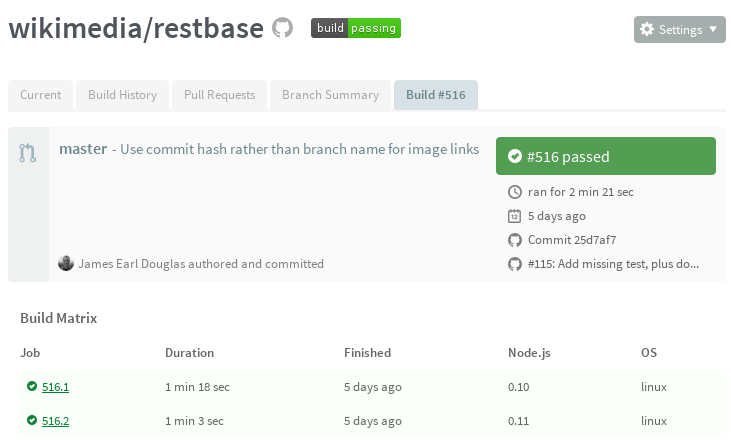 wikimedia/restbase build passing Settings
Current Build History Pull Requests Branch Summary Build #516
master - Use commit hash rather than branch name for image links
#516 passed
ran for 2 min 21 sec
12 5 days ago
Commit 25d7af7
James Earl Douglas authored and committed
#115: Add missing test, plus do...
Build Matrix
Job Duration Finished Node.js OS
516.1 1 min 18 sec 5 days ago 0.10 linux
516.2 1 min 3 sec 5 days ago 0.11 linux